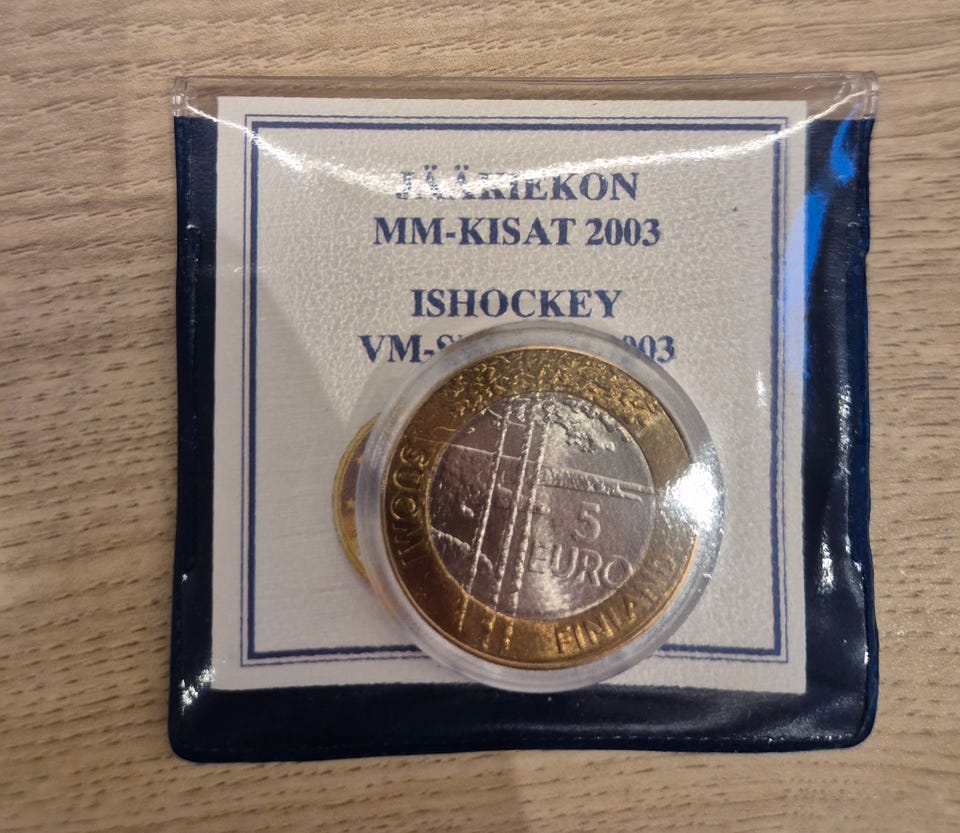 JÄÄKIEKON
MM-KISAT 2003
ISHOCKEY
SUOMI
5
EURO
FINLAND